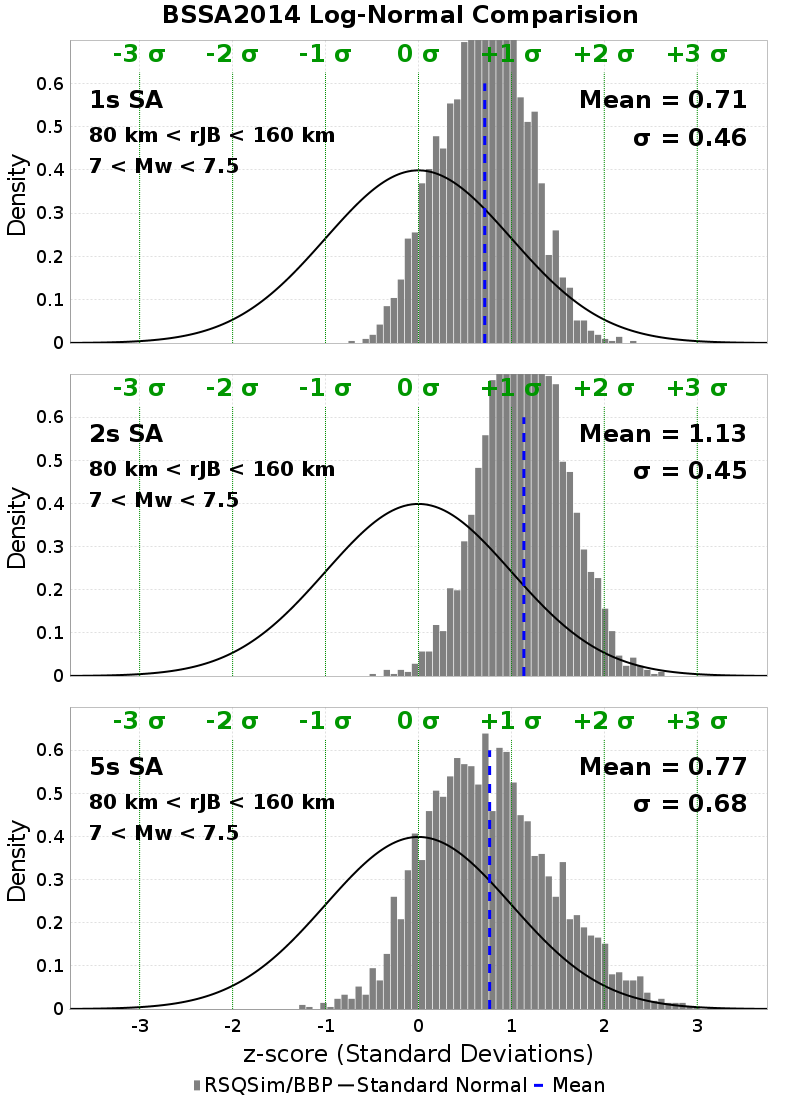 BSSA2014 Log-Normal Comparision
-3 σ -2 σ -1 σ 0 σ +1 σ +2 σ +3 σ
1s SA
80 km < rJB < 160 km
7 < Mw < 7.5
Mean = 0.71
σ = 0.46
Density
0.6
0.5
0.4
0.3
0.2
0.1
0
-3 σ -2 σ -1 σ 0 σ +1 σ +2 σ +3 σ
2s SA
80 km < rJB < 160 km
7 < Mw < 7.5
Mean = 1.13
σ = 0.45
Density
0.6
0.5
0.4
0.3
0.2
0.1
0
-3 σ -2 σ -1 σ 0 σ +1 σ +2 σ +3 σ
5s SA
80 km < rJB < 160 km
7 < Mw < 7.5
Mean = 0.77
σ = 0.68
Density
0.6
0.5
0.4
0.3
0.2
0.1
0
-3 -2 -1 0 1 2 3
z-score (Standard Deviations)
RSQSim/BBP Standard Normal Mean